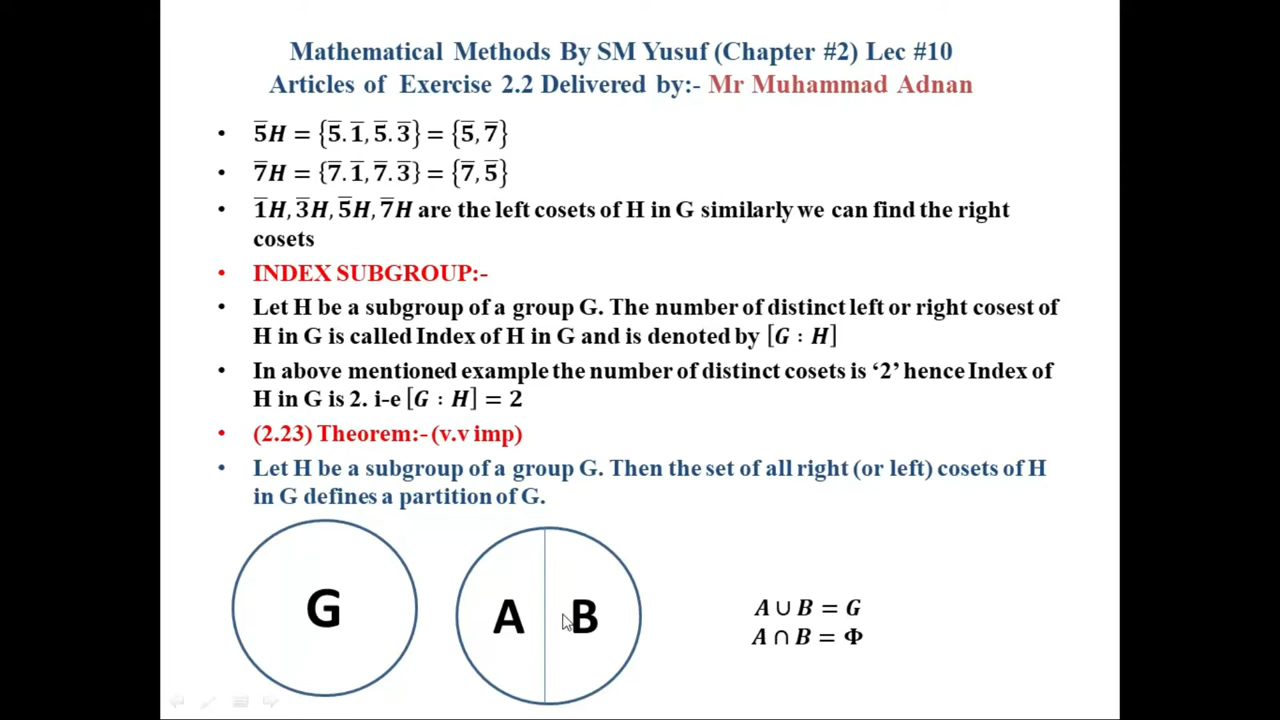 Mathematical Methods By SM Yusuf (Chapter #2) Lec #10
Articles of Exercise 2.2 Delivered by:- Mr Muhammad Adnan
• 5̅H = {5̅.1̅, 5̅.3̅} = {5̅, 7̅}
• 7̅H = {7̅.1̅, 7̅.3̅} = {7̅, 5̅}
• 1̅H, 3̅H, 5̅H, 7̅H are the left cosets of H in G similarly we can find the right
cosets
• INDEX SUBGROUP:-
• Let H be a subgroup of a group G. The number of distinct left or right cosest of
H in G is called Index of H in G and is denoted by [G : H]
• In above mentioned example the number of distinct cosets is ‘2’ hence Index of
H in G is 2. i-e [G : H] = 2
• (2.23) Theorem:- (v.v imp)
• Let H be a subgroup of a group G. Then the set of all right (or left) cosets of H
in G defines a partition of G.
G
A B
A ∪ B = G
A ∩ B = Φ